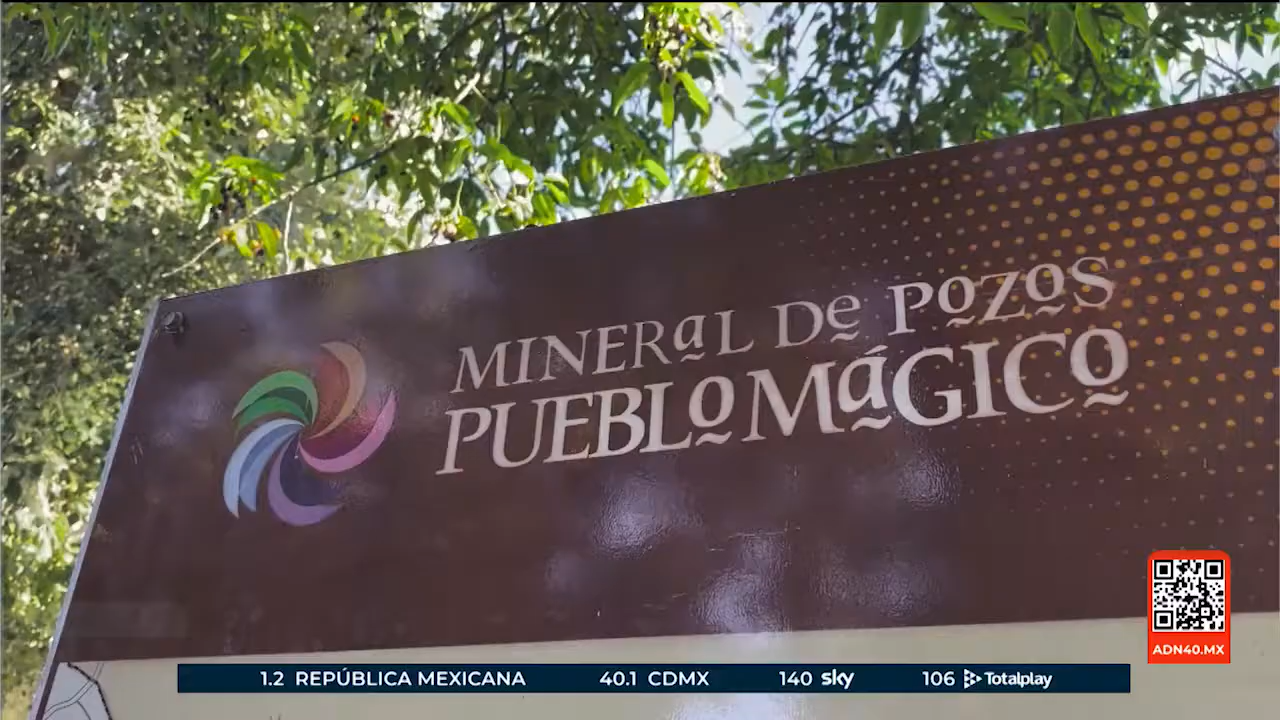 MINERaL De POZOS
PUEBLO MáGICO
ADN40.MX
1.2 REPÚBLICA MEXICANA 40.1 CDMX 140 sky 106 Totalplay